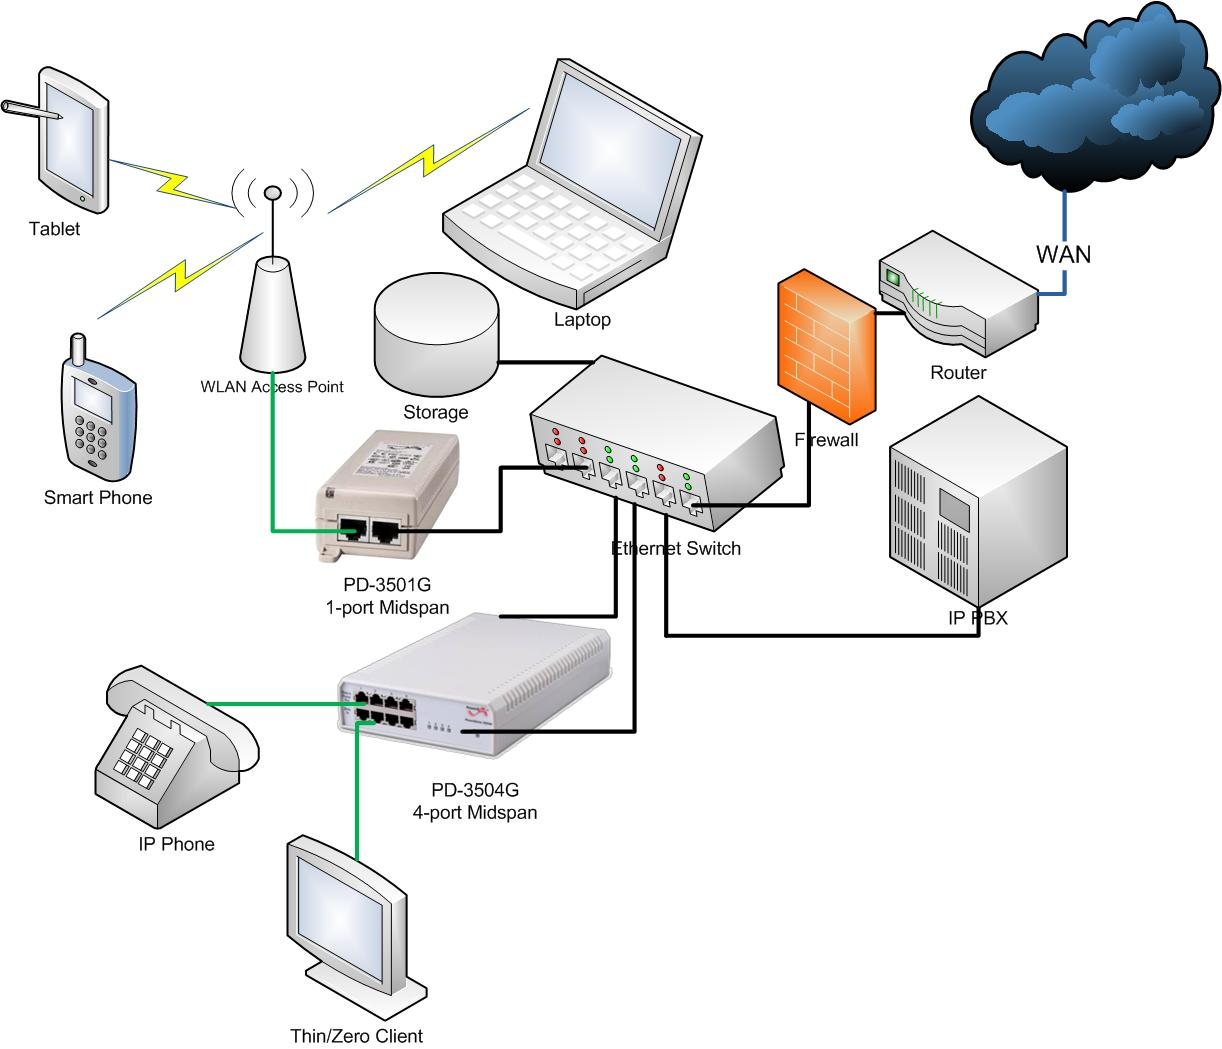 WAN
Tablet
Laptop
Router
WLAN Access Point
Storage
Firewall
Smart Phone
Ethernet Switch
PD-3501G
1-port Midspan
IP PBX
PD-3504G
4-port Midspan
IP Phone
Thin/Zero Client